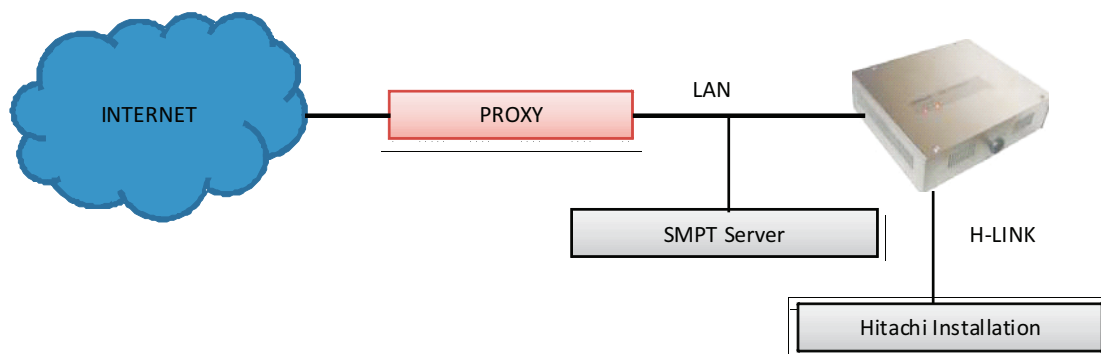 INTERNET
PROXY
LAN
SMPT Server
H-LINK
Hitachi Installation